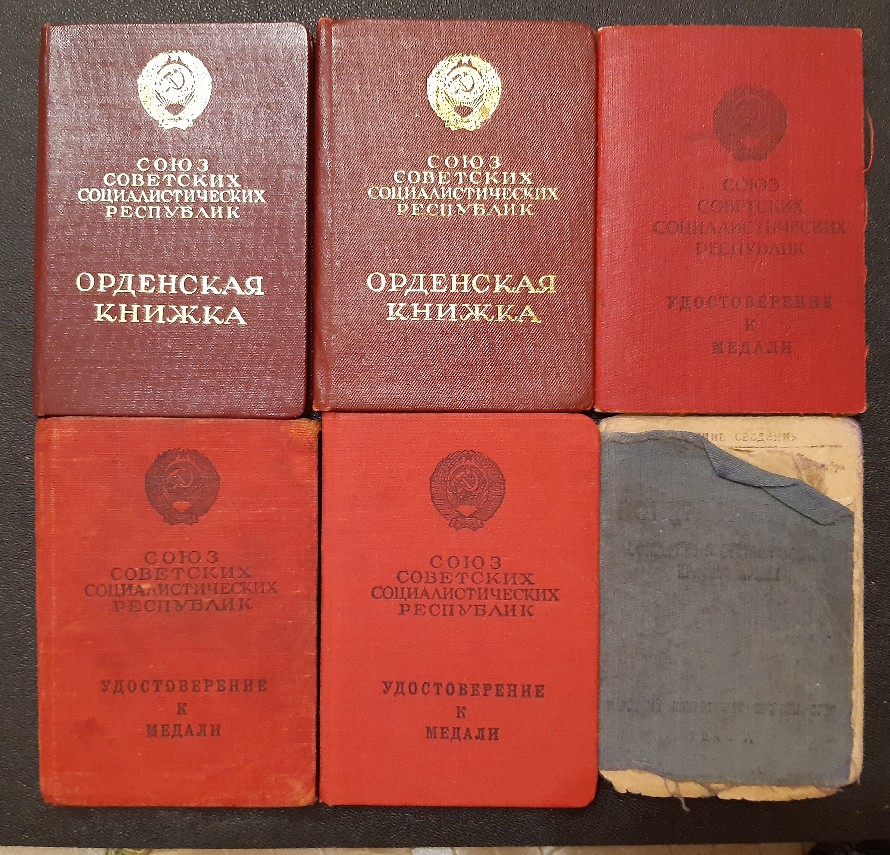 СОЮЗ
СОВЕТСКИХ
СОЦИАЛИСТИЧЕСКИХ
РЕСПУБЛИК
ОРДЕНСКАЯ
КНИЖКА
СОЮЗ
СОВЕТСКИХ
СОЦИАЛИСТИЧЕСКИХ
РЕСПУБЛИК
ОРДЕНСКАЯ
КНИЖКА
СОЮЗ
СОВЕТСКИХ
СОЦИАЛИСТИЧЕСКИХ
РЕСПУБЛИК
УДОСТОВЕРЕНИЕ
К
МЕДАЛИ
СОЮЗ
СОВЕТСКИХ
СОЦИАЛИСТИЧЕСКИХ
РЕСПУБЛИК
УДОСТОВЕРЕНИЕ
К
МЕДАЛИ
СОЮЗ
СОВЕТСКИХ
СОЦИАЛИСТИЧЕСКИХ
РЕСПУБЛИК
УДОСТОВЕРЕНИЕ
К
МЕДАЛИ
сведения